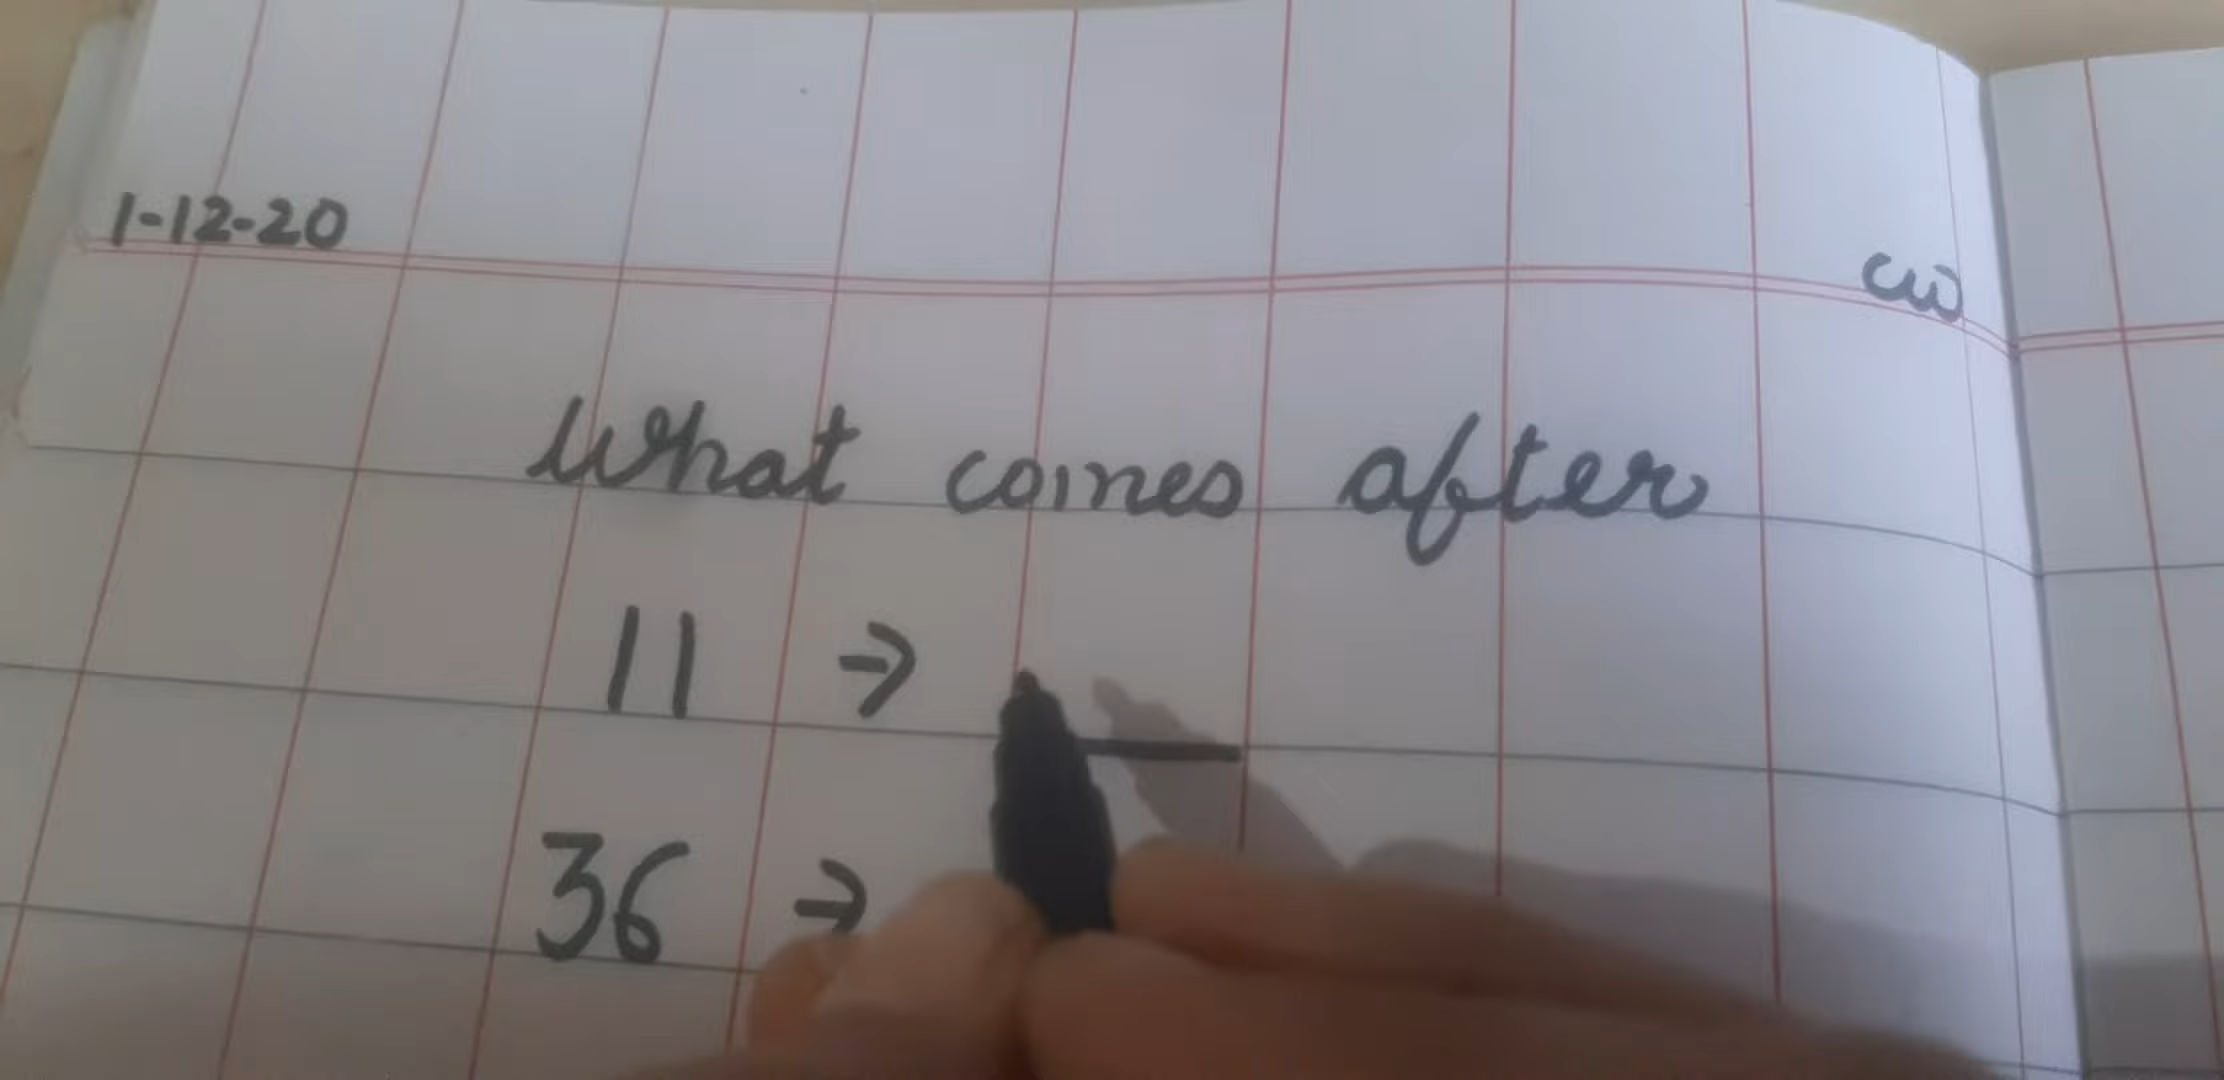 1-12-20
cw
What comes after
11 →
36 →